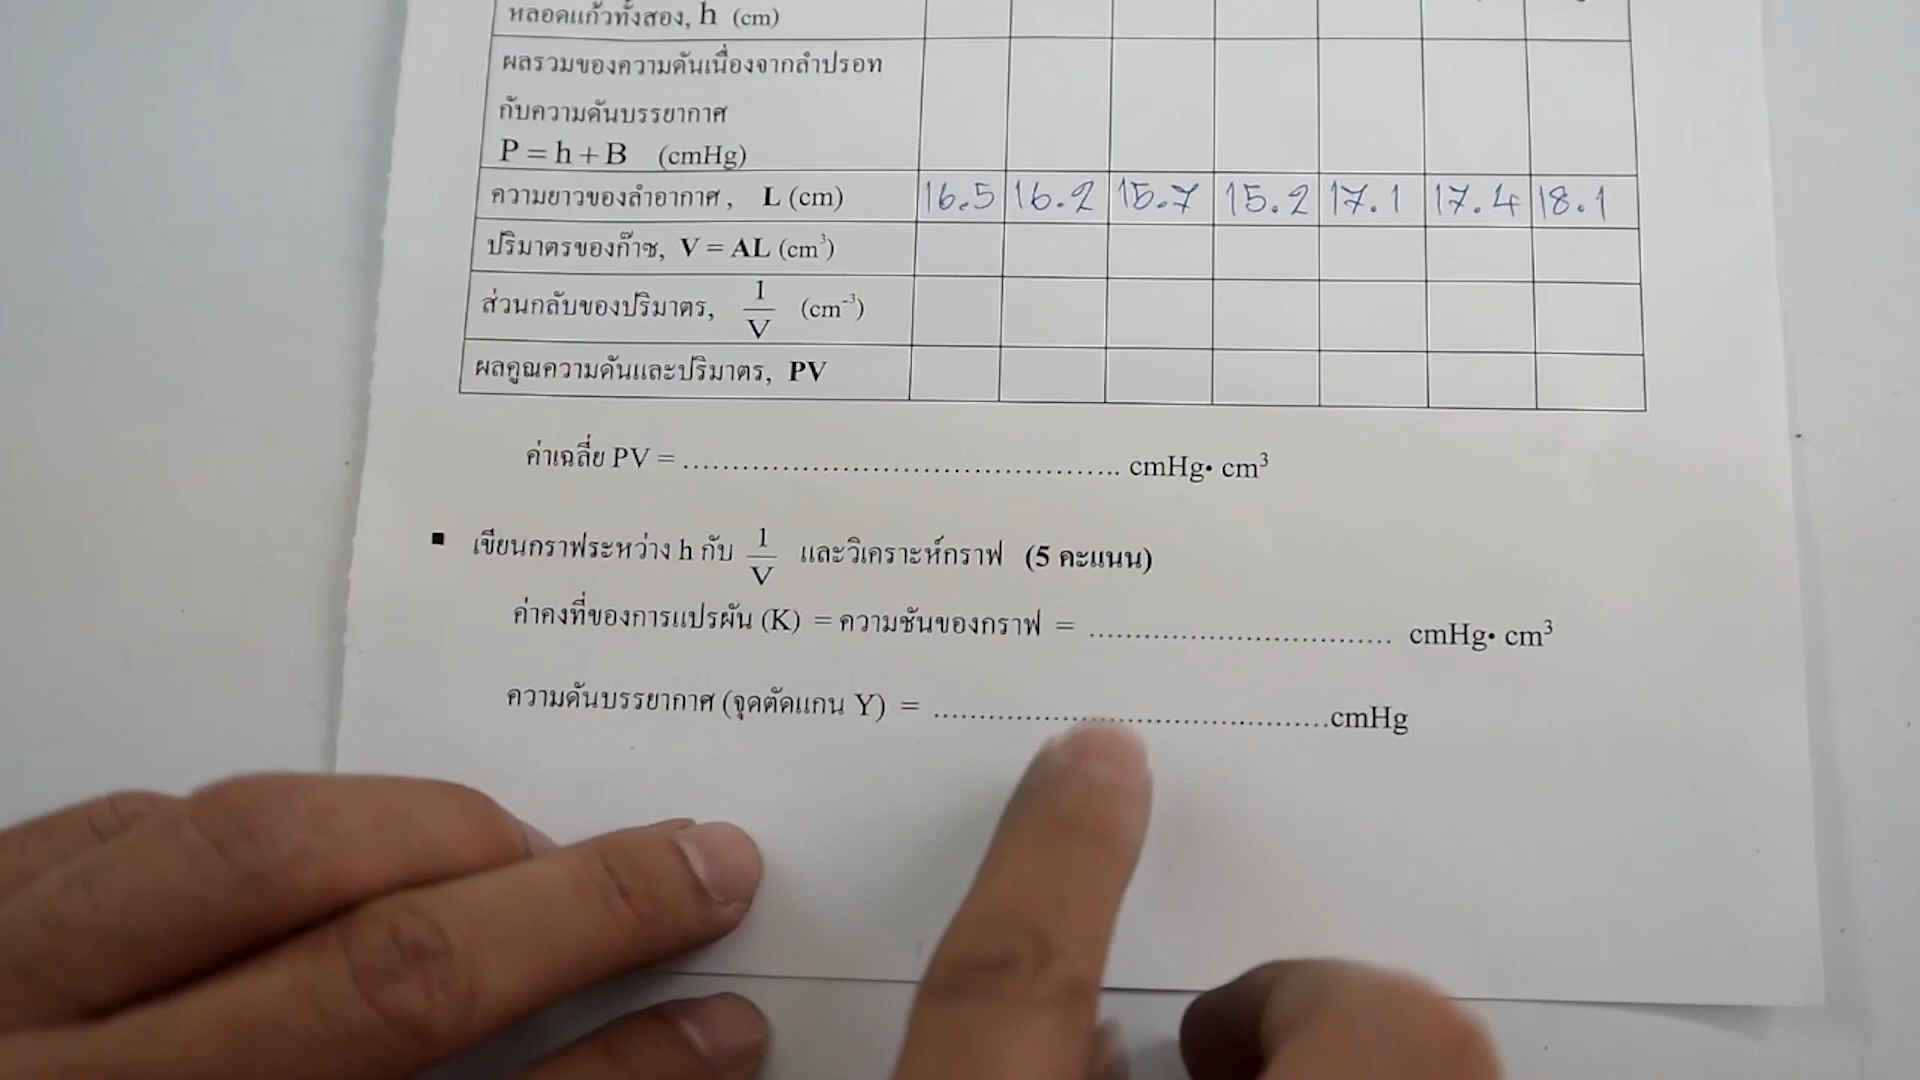 หลอดแก้วทั้งสอง, h (cm)
ผลรวมของความดันเนื่องจากลำปรอท
กับความดันบรรยากาศ
P = h + B (cmHg)
ความยาวของลำอากาศ, L (cm) 16.5 16.2 15.7 15.2 17.1 17.4 18.1
ปริมาตรของก๊าซ, V = AL (cm³)
ส่วนกลับของปริมาตร, 1/V (cm⁻³)
ผลคูณความดันและปริมาตร, PV
ค่าเฉลี่ย PV = ................................................ cmHg• cm³
▪ เขียนกราฟระหว่าง h กับ 1/V และวิเคราะห์กราฟ (5 คะแนน)
ค่าคงที่ของการแปรผัน (K) = ความชันของกราฟ = ................................. cmHg• cm³
ความดันบรรยากาศ (จุดตัดแกน Y) = ...........................................cmHg